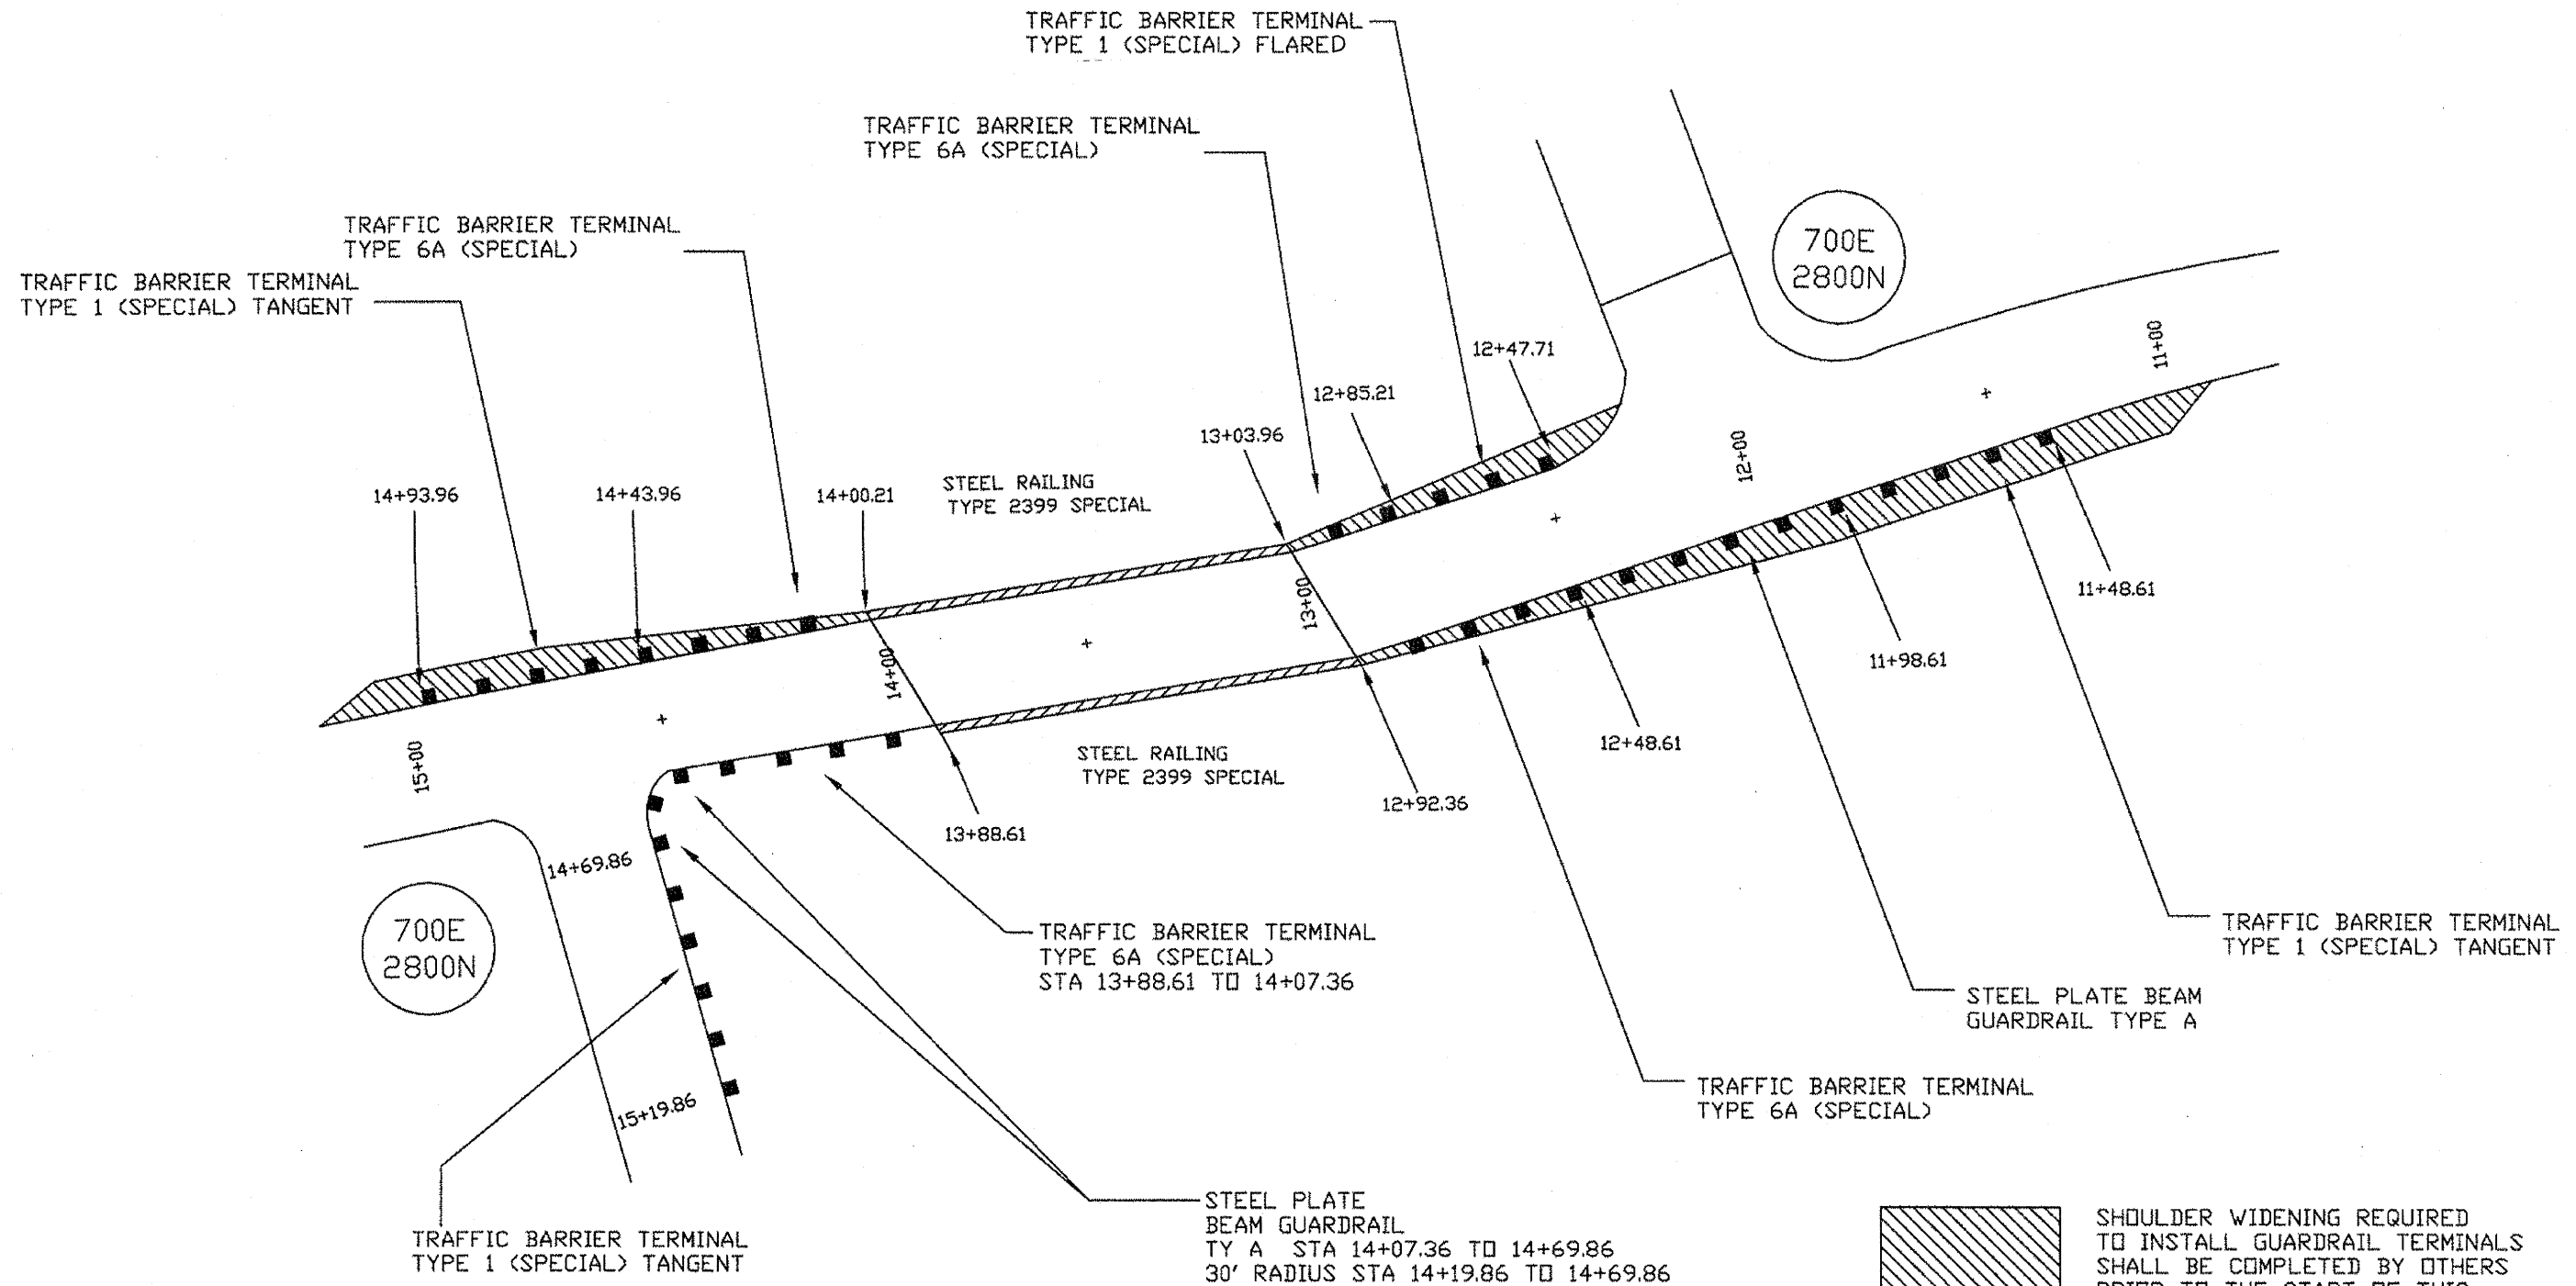 TRAFFIC BARRIER TERMINAL
TYPE 1 (SPECIAL) FLARED
TRAFFIC BARRIER TERMINAL
TYPE 6A (SPECIAL)
TRAFFIC BARRIER TERMINAL
TYPE 6A (SPECIAL)
TRAFFIC BARRIER TERMINAL
TYPE 1 (SPECIAL) TANGENT
700E
2800N
11+00
12+47.71
12+85.21
13+03.96
12+00
STEEL RAILING
TYPE 2399 SPECIAL
14+93.96
14+43.96
14+00.21
13+00
11+48.61
11+98.61
14+00
12+48.61
15+00
STEEL RAILING
TYPE 2399 SPECIAL
12+92.36
13+88.61
14+69.86
700E
2800N
TRAFFIC BARRIER TERMINAL
TYPE 6A (SPECIAL)
STA 13+88.61 TO 14+07.36
TRAFFIC BARRIER TERMINAL
TYPE 1 (SPECIAL) TANGENT
STEEL PLATE BEAM
GUARDRAIL TYPE A
TRAFFIC BARRIER TERMINAL
TYPE 6A (SPECIAL)
15+19.86
TRAFFIC BARRIER TERMINAL
TYPE 1 (SPECIAL) TANGENT
STEEL PLATE
BEAM GUARDRAIL
TY A STA 14+07.36 TO 14+69.86
30' RADIUS STA 14+19.86 TO 14+69.86
SHOULDER WIDENING REQUIRED
TO INSTALL GUARDRAIL TERMINALS
SHALL BE COMPLETED BY OTHERS
PRIOR TO THE START OF THIS